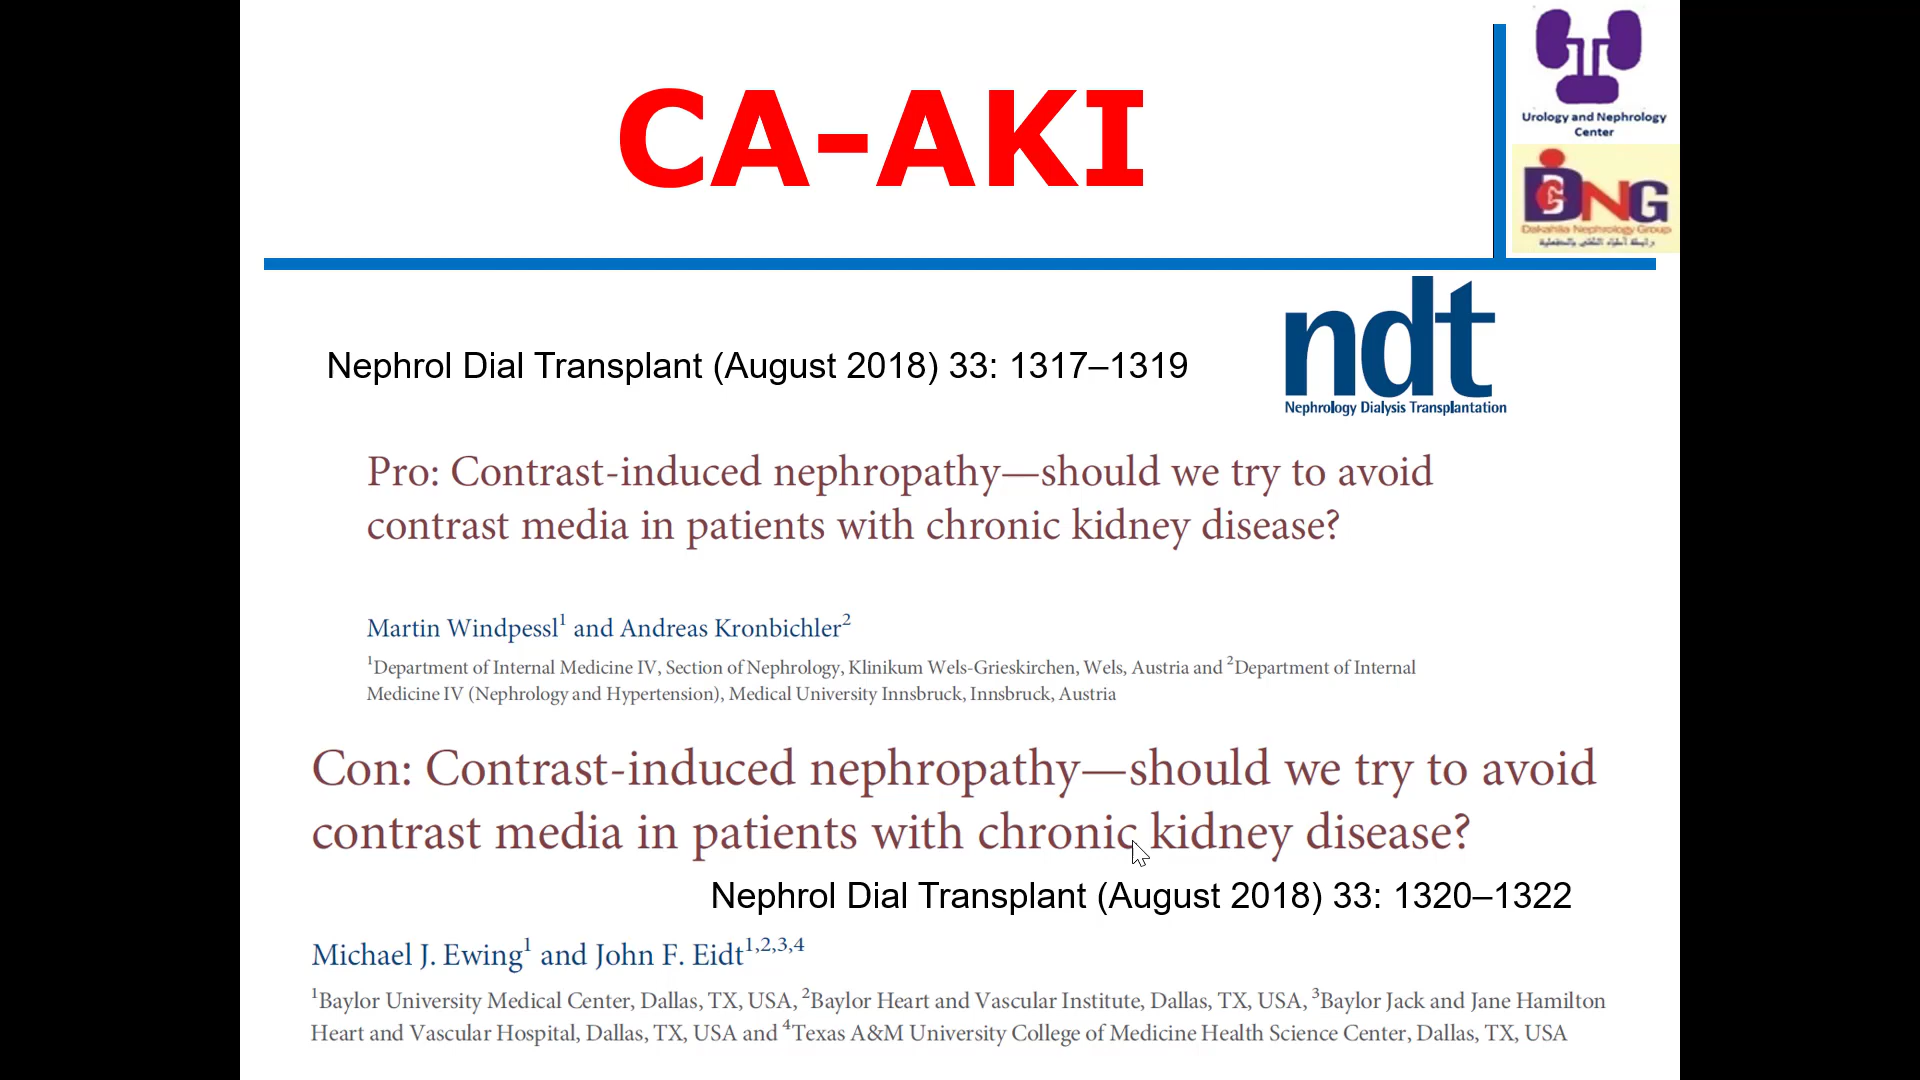 CA-AKI
Urology and Nephrology
Center
DNG
Dakahlia Nephrology Group
Nephrol Dial Transplant (August 2018) 33: 1317–1319
ndt
Nephrology Dialysis Transplantation
Pro: Contrast-induced nephropathy—should we try to avoid
contrast media in patients with chronic kidney disease?
Martin Windpessl¹ and Andreas Kronbichler²
¹Department of Internal Medicine IV, Section of Nephrology, Klinikum Wels-Grieskirchen, Wels, Austria and ²Department of Internal
Medicine IV (Nephrology and Hypertension), Medical University Innsbruck, Innsbruck, Austria
Con: Contrast-induced nephropathy—should we try to avoid
contrast media in patients with chronic kidney disease?
Nephrol Dial Transplant (August 2018) 33: 1320–1322
Michael J. Ewing¹ and John F. Eidt¹,²,³,⁴
¹Baylor University Medical Center, Dallas, TX, USA, ²Baylor Heart and Vascular Institute, Dallas, TX, USA, ³Baylor Jack and Jane Hamilton
Heart and Vascular Hospital, Dallas, TX, USA and ⁴Texas A&M University College of Medicine Health Science Center, Dallas, TX, USA